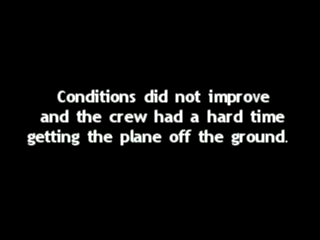 Conditions did not improve
and the crew had a hard time
getting the plane off the ground.